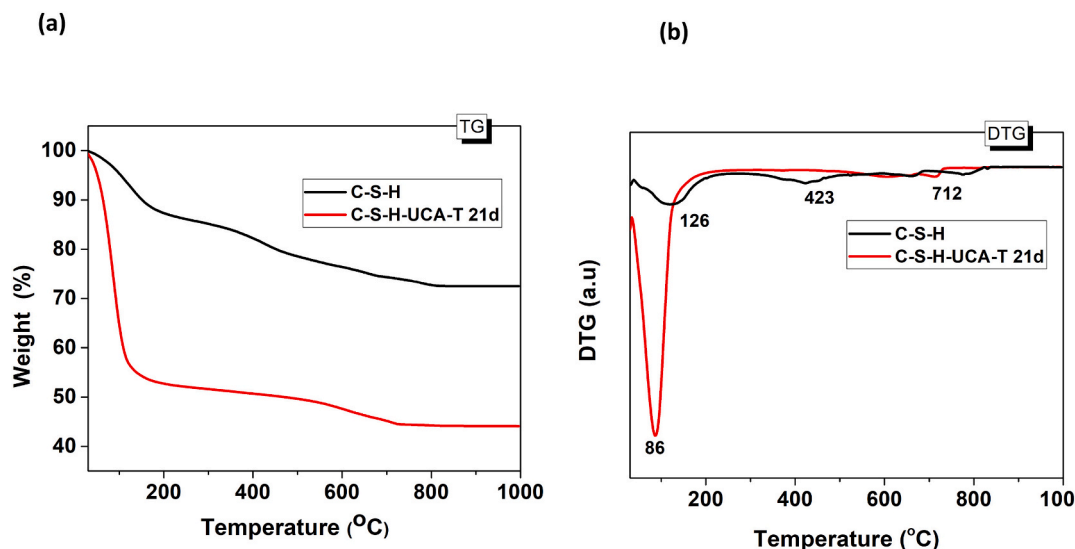 (a)
(b)
TG
100
90
80
70
60
50
40
Weight (%)
C-S-H
C-S-H-UCA-T 21d
200
400
600
800
1000
Temperature (°C)
DTG
DTG (a.u)
126
423
712
C-S-H
C-S-H-UCA-T 21d
86
200
400
600
800
100
Temperature (°C)